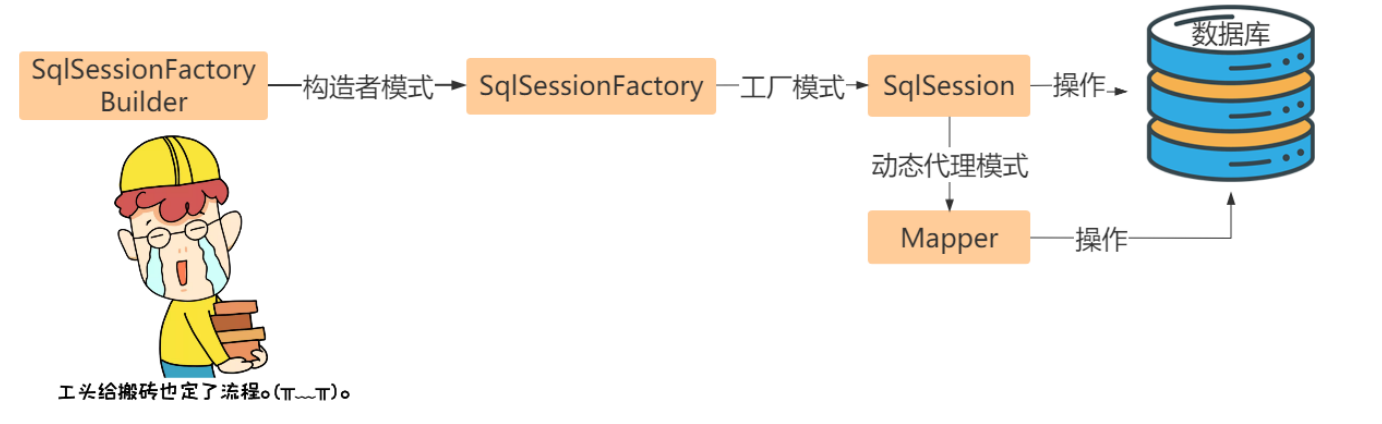 SqlSessionFactory
Builder
构造者模式
SqlSessionFactory
工厂模式
SqlSession
操作
数据库
动态代理模式
Mapper
操作
工头给搬砖也定了流程。(╥﹏╥)。